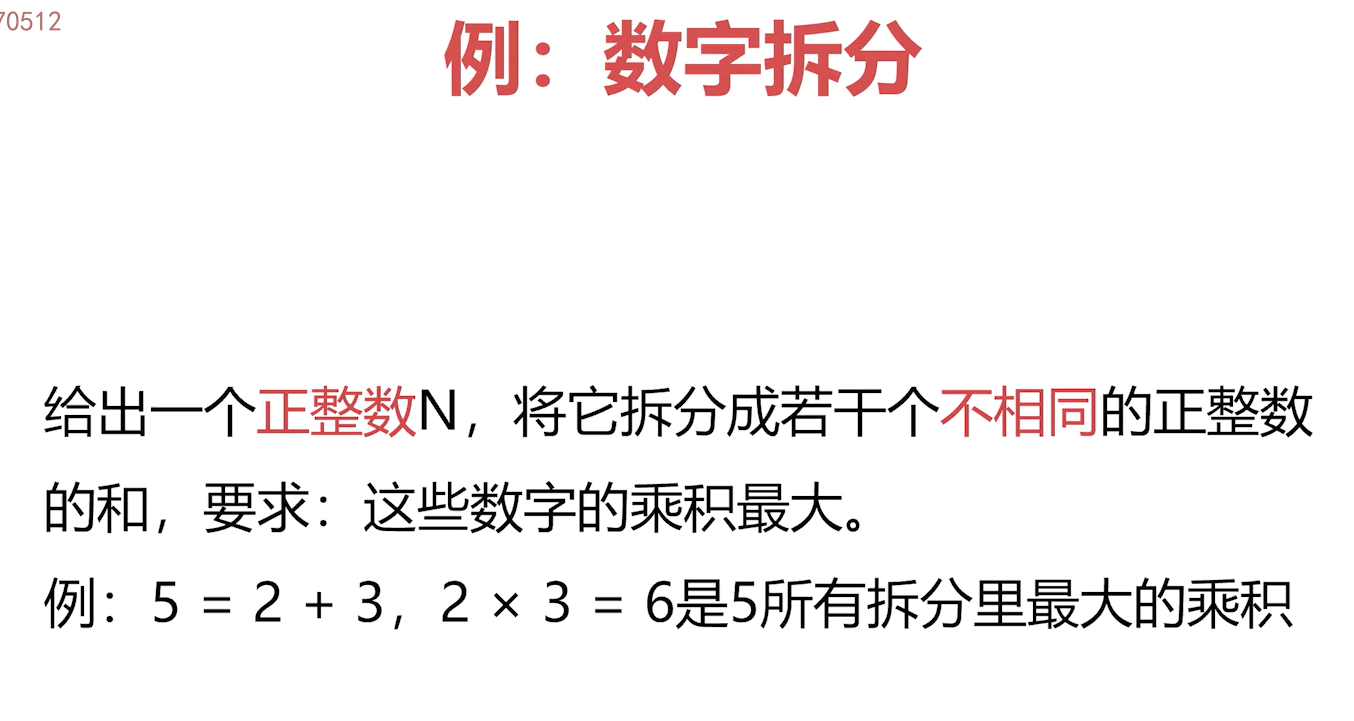 70512
例：数字拆分
给出一个正整数N，将它拆分成若干个不相同的正整数
的和，要求：这些数字的乘积最大。
例：5 = 2 + 3，2 × 3 = 6是5所有拆分里最大的乘积